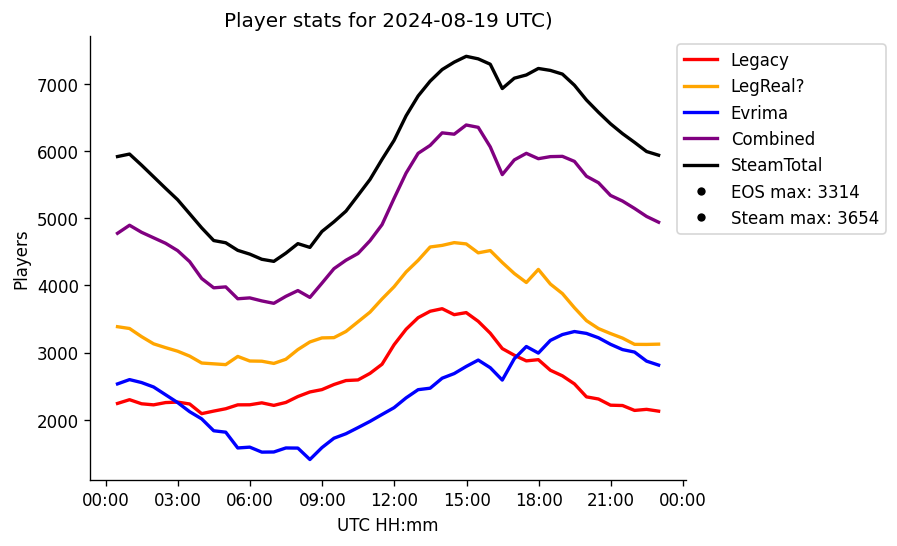 Player stats for 2024-08-19 UTC)
Legacy
LegReal?
Evrima
Combined
SteamTotal
EOS max: 3314
Steam max: 3654
Players
7000
6000
5000
4000
3000
2000
00:00 03:00 06:00 09:00 12:00 15:00 18:00 21:00 00:00
UTC HH:mm